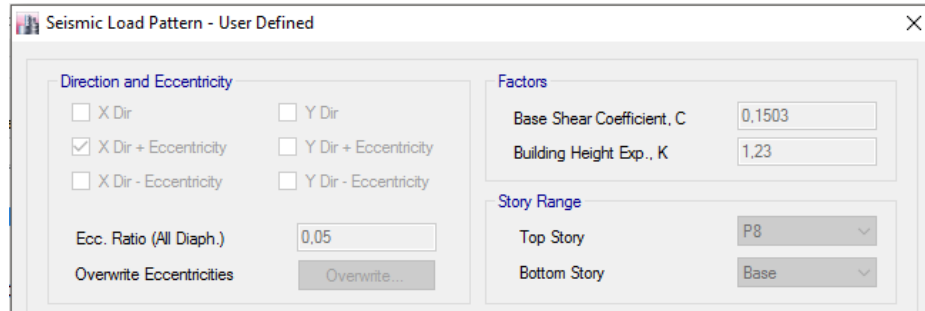 Seismic Load Pattern - User Defined
Direction and Eccentricity
X Dir
Y Dir
X Dir + Eccentricity
Y Dir + Eccentricity
X Dir - Eccentricity
Y Dir - Eccentricity
Ecc. Ratio (All Diaph.)
0,05
Overwrite Eccentricities
Overwrite...
Factors
Base Shear Coefficient, C
0,1503
Building Height Exp., K
1,23
Story Range
Top Story
P8
Bottom Story
Base